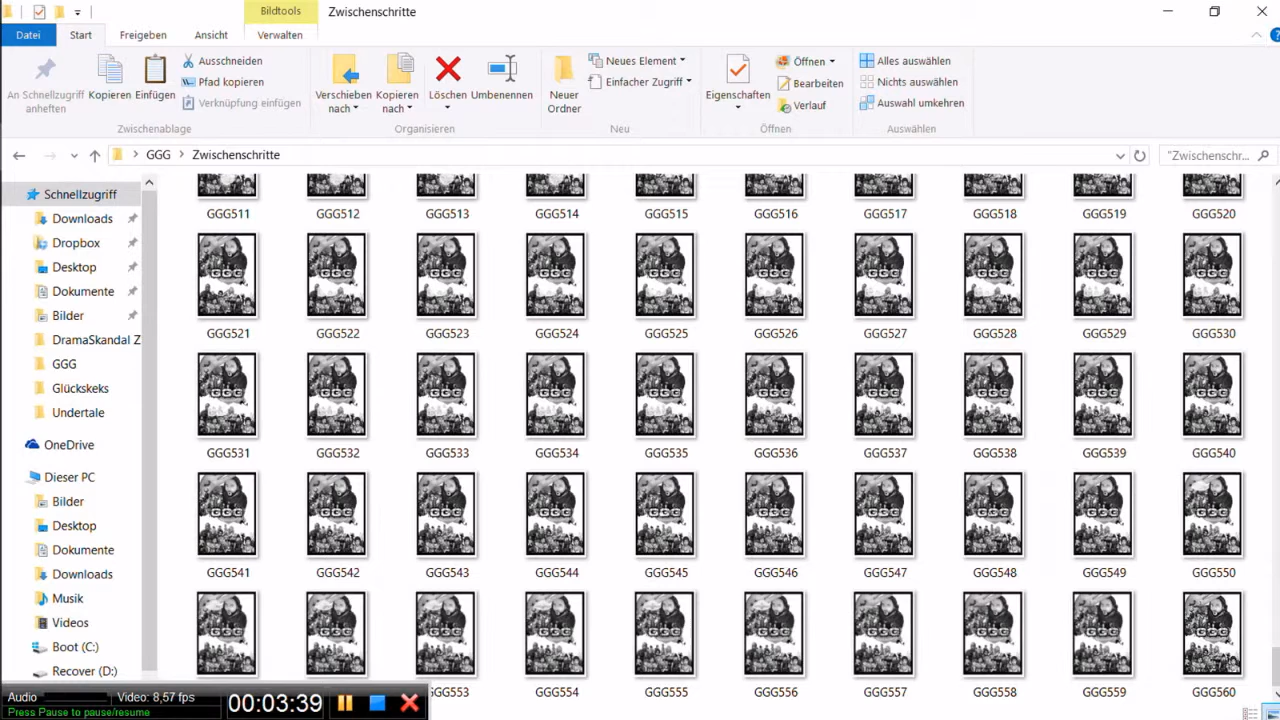 Bildtools
Zwischenschritte
Datei
Start
Freigeben
Ansicht
Verwalten
An Schnellzugriff anheften
Kopieren
Einfügen
Ausschneiden
Pfad kopieren
Verknüpfung einfügen
Zwischenablage
Verschieben nach
Kopieren nach
Löschen
Umbenennen
Organisieren
Neuer Ordner
Neues Element
Einfacher Zugriff
Neu
Eigenschaften
Öffnen
Bearbeiten
Verlauf
Öffnen
Alles auswählen
Nichts auswählen
Auswahl umkehren
Auswählen
GGG
Zwischenschritte
"Zwischenschr...
Schnellzugriff
Downloads
Dropbox
Desktop
Dokumente
Bilder
DramaSkandal Z
GGG
Glückskeks
Undertale
OneDrive
Dieser PC
Bilder
Desktop
Dokumente
Downloads
Musik
Videos
Boot (C:)
Recover (D:)
GGG511 GGG512 GGG513 GGG514 GGG515 GGG516 GGG517 GGG518 GGG519 GGG520
GGG521 GGG522 GGG523 GGG524 GGG525 GGG526 GGG527 GGG528 GGG529 GGG530
GGG531 GGG532 GGG533 GGG534 GGG535 GGG536 GGG537 GGG538 GGG539 GGG540
GGG541 GGG542 GGG543 GGG544 GGG545 GGG546 GGG547 GGG548 GGG549 GGG550
GGG553 GGG554 GGG555 GGG556 GGG557 GGG558 GGG559 GGG560
Audio
Video: 8,57 fps
Press Pause to pause/resume
00:03:39